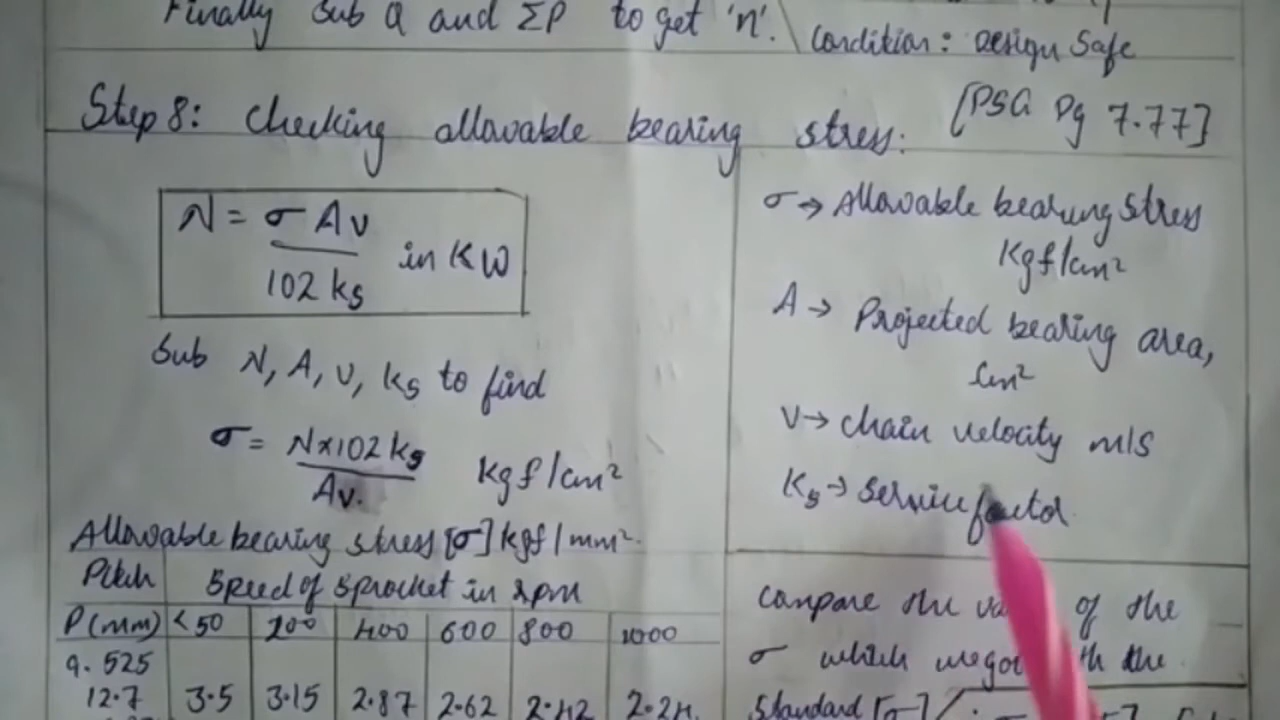 Finally Sub Q and ΣP to get 'n'.
Condition: Design Safe
Step 8: Checking allowable bearing stress: [PSG Pg 7.77]
N = σ A v / 102 ks in KW
Sub N, A, v, ks to find
σ = N×102 ks / Av. kgf/cm²
σ → Allowable bearing stress
Kgf/cm²
A → Projected bearing area,
cm²
V → chain velocity m/s
Ks → Service factor
Allowable bearing stress [σ] kgf/mm².
Pitch Speed of Sprocket in rpm
P(mm) <50 200 400 600 800 1000
9.525
12.7 3.5 3.15 2.87 2.62 2.42 2.24
compare the of the
σ which the
Standard [σ]